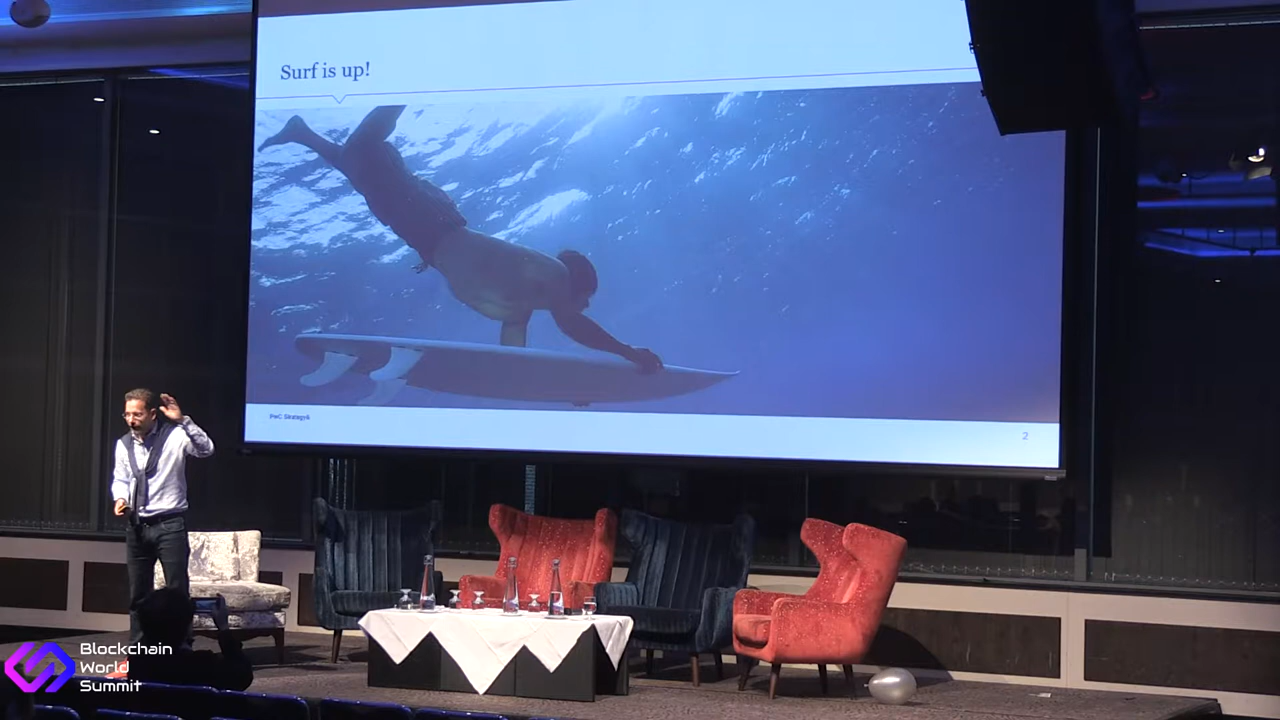 Surf is up!
PwC Strategy&
2
Blockchain
World
Summit